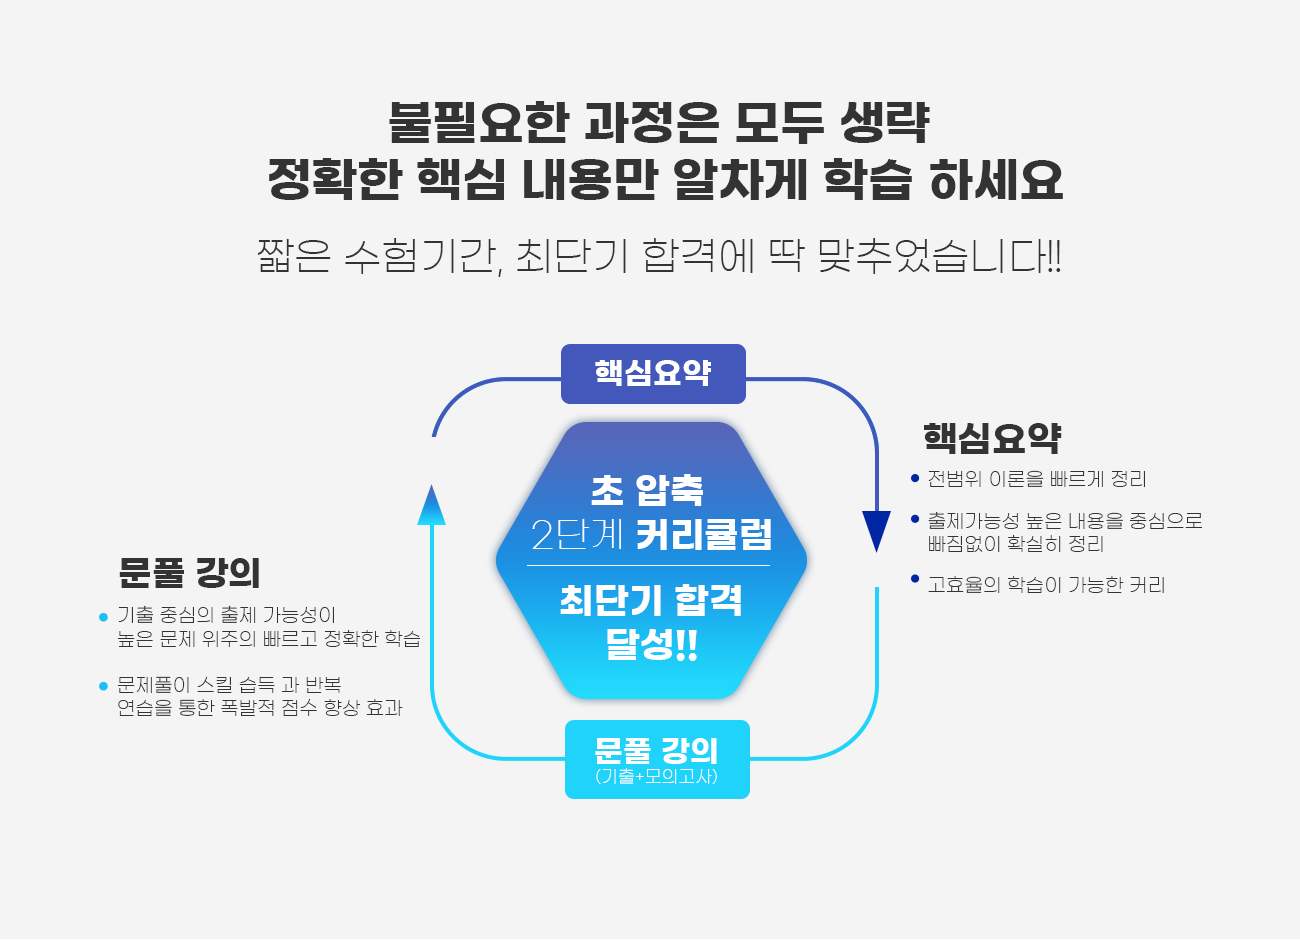 불필요한 과정은 모두 생략
정확한 핵심 내용만 알차게 학습 하세요
짧은 수험기간, 최단기 합격에 딱 맞추었습니다!!
핵심요약
초 압축
2단계 커리큘럼
최단기 합격
달성!!
문풀 강의
(기출+모의고사)
핵심요약
전범위 이론을 빠르게 정리
출제가능성 높은 내용을 중심으로
빠짐없이 확실히 정리
고효율의 학습이 가능한 커리
문풀 강의
기출 중심의 출제 가능성이
높은 문제 위주의 빠르고 정확한 학습
문제풀이 스킬 습득 과 반복
연습을 통한 폭발적 점수 향상 효과